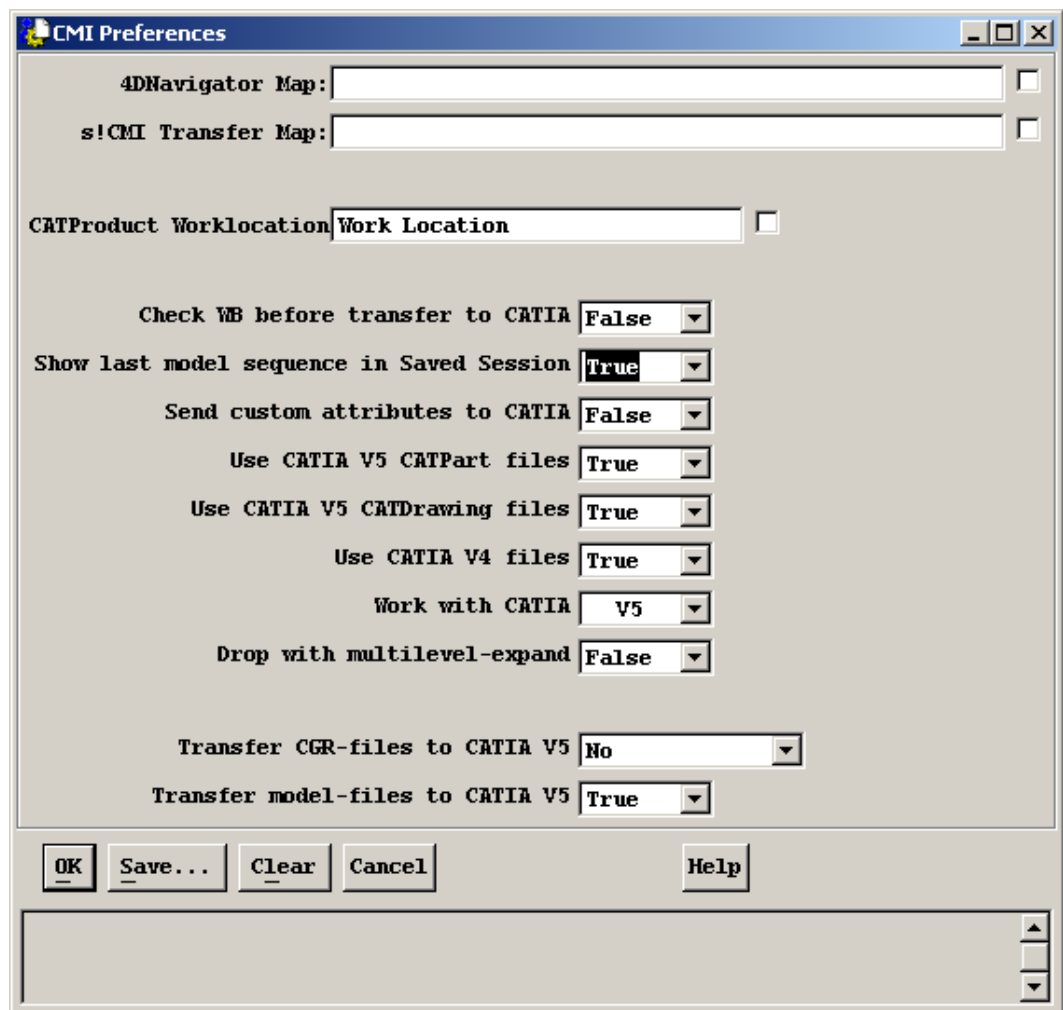 CMI Preferences
4DNavigator Map:
s!CMI Transfer Map:
CATProduct Worklocation Work Location
Check WB before transfer to CATIA False
Show last model sequence in Saved Session True
Send custom attributes to CATIA False
Use CATIA V5 CATPart files True
Use CATIA V5 CATDrawing files True
Use CATIA V4 files True
Work with CATIA V5
Drop with multilevel-expand False
Transfer CGR-files to CATIA V5 No
Transfer model-files to CATIA V5 True
OK Save... Clear Cancel Help